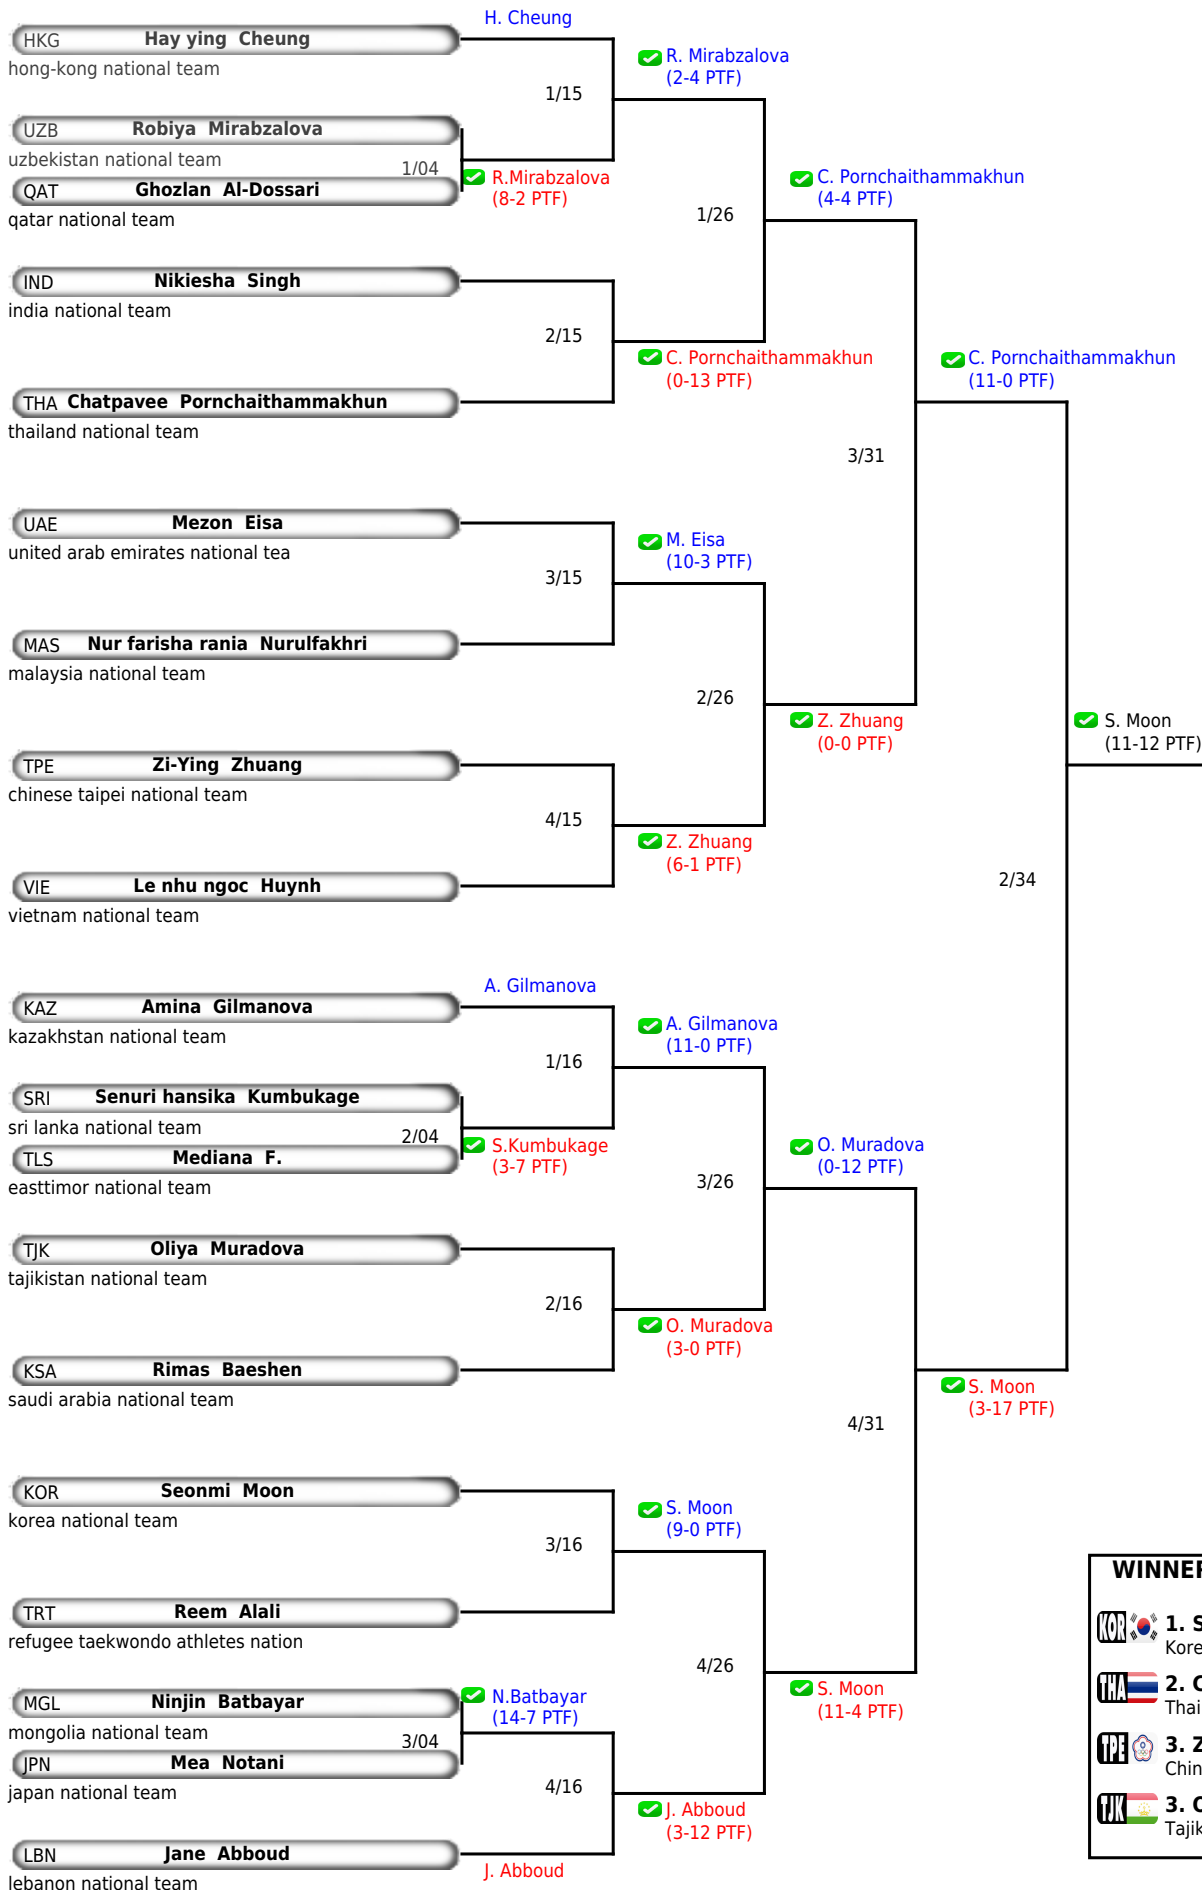 H. Cheung
HKG Hay ying Cheung
hong-kong national team
R. Mirabzalova
(2-4 PTF)
1/15
UZB Robiya Mirabzalova
uzbekistan national team
1/04
QAT Ghozlan Al-Dossari
qatar national team
R.Mirabzalova
(8-2 PTF)
C. Pornchaithammakhun
(4-4 PTF)
1/26
IND Nikiesha Singh
india national team
2/15
C. Pornchaithammakhun
(0-13 PTF)
C. Pornchaithammakhun
(11-0 PTF)
THA Chatpavee Pornchaithammakhun
thailand national team
3/31
UAE Mezon Eisa
united arab emirates national tea
M. Eisa
(10-3 PTF)
3/15
MAS Nur farisha rania Nurulfakhri
malaysia national team
2/26
Z. Zhuang
(0-0 PTF)
S. Moon
(11-12 PTF)
TPE Zi-Ying Zhuang
chinese taipei national team
4/15
Z. Zhuang
(6-1 PTF)
VIE Le nhu ngoc Huynh
vietnam national team
2/34
A. Gilmanova
KAZ Amina Gilmanova
kazakhstan national team
A. Gilmanova
(11-0 PTF)
1/16
SRI Senuri hansika Kumbukage
sri lanka national team
2/04
TLS Mediana F.
easttimor national team
S.Kumbukage
(3-7 PTF)
O. Muradova
(0-12 PTF)
3/26
TJK Oliya Muradova
tajikistan national team
2/16
O. Muradova
(3-0 PTF)
KSA Rimas Baeshen
saudi arabia national team
S. Moon
(3-17 PTF)
4/31
KOR Seonmi Moon
korea national team
S. Moon
(9-0 PTF)
3/16
TRT Reem Alali
refugee taekwondo athletes nation
4/26
MGL Ninjin Batbayar
mongolia national team
3/04
N.Batbayar
(14-7 PTF)
S. Moon
(11-4 PTF)
JPN Mea Notani
japan national team
4/16
J. Abboud
(3-12 PTF)
LBN Jane Abboud
lebanon national team
J. Abboud
WINNER
KOR 1. S
Kore
THA 2. C
Thai
TPE 3. Z
Chin
TJK 3. O
Tajik